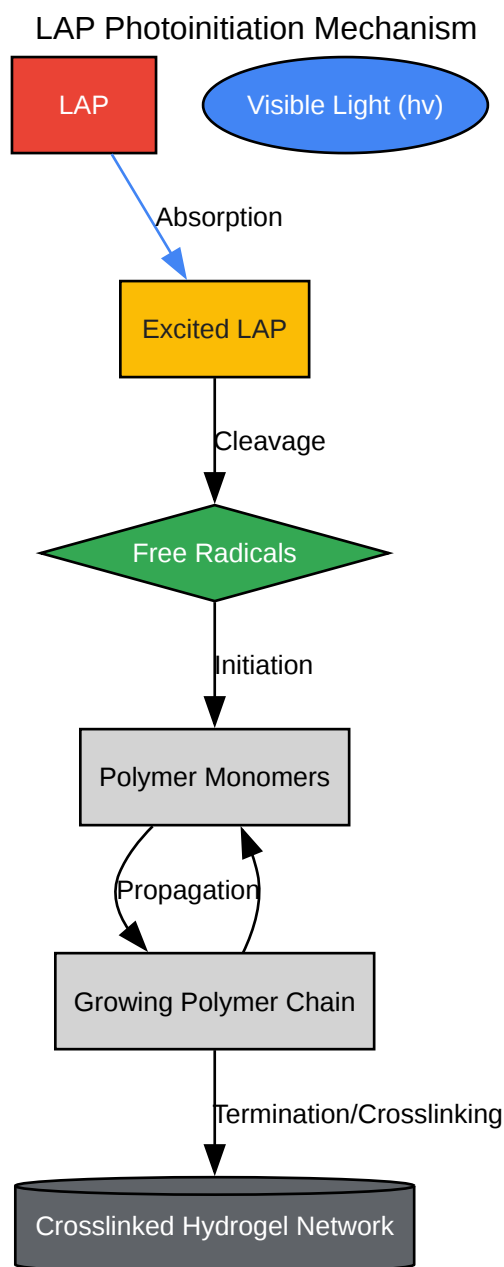 LAP Photoinitiation Mechanism
LAP
Visible Light (hv)
Absorption
Excited LAP
Cleavage
Free Radicals
Initiation
Polymer Monomers
Propagation
Growing Polymer Chain
Termination/Crosslinking
Crosslinked Hydrogel Network